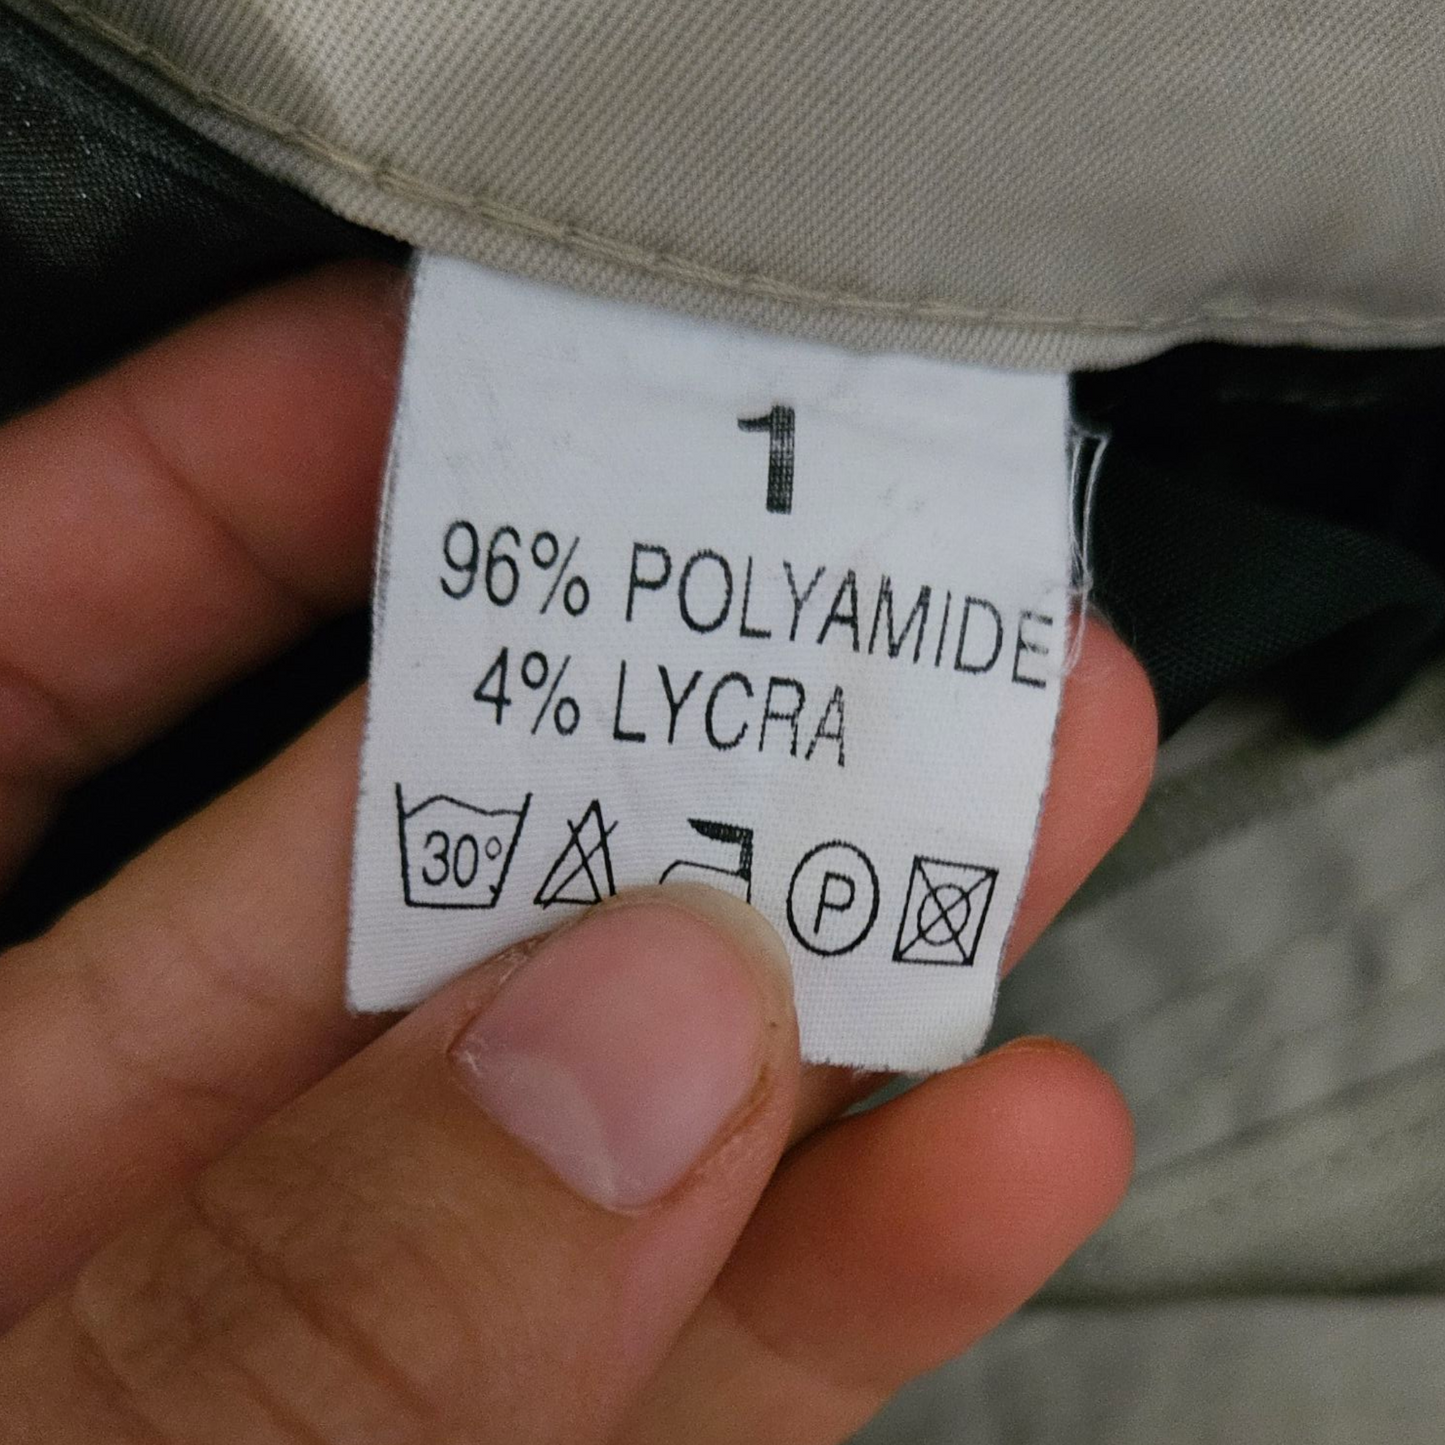 1
96% POLYAMIDE
4% LYCRA
30° P